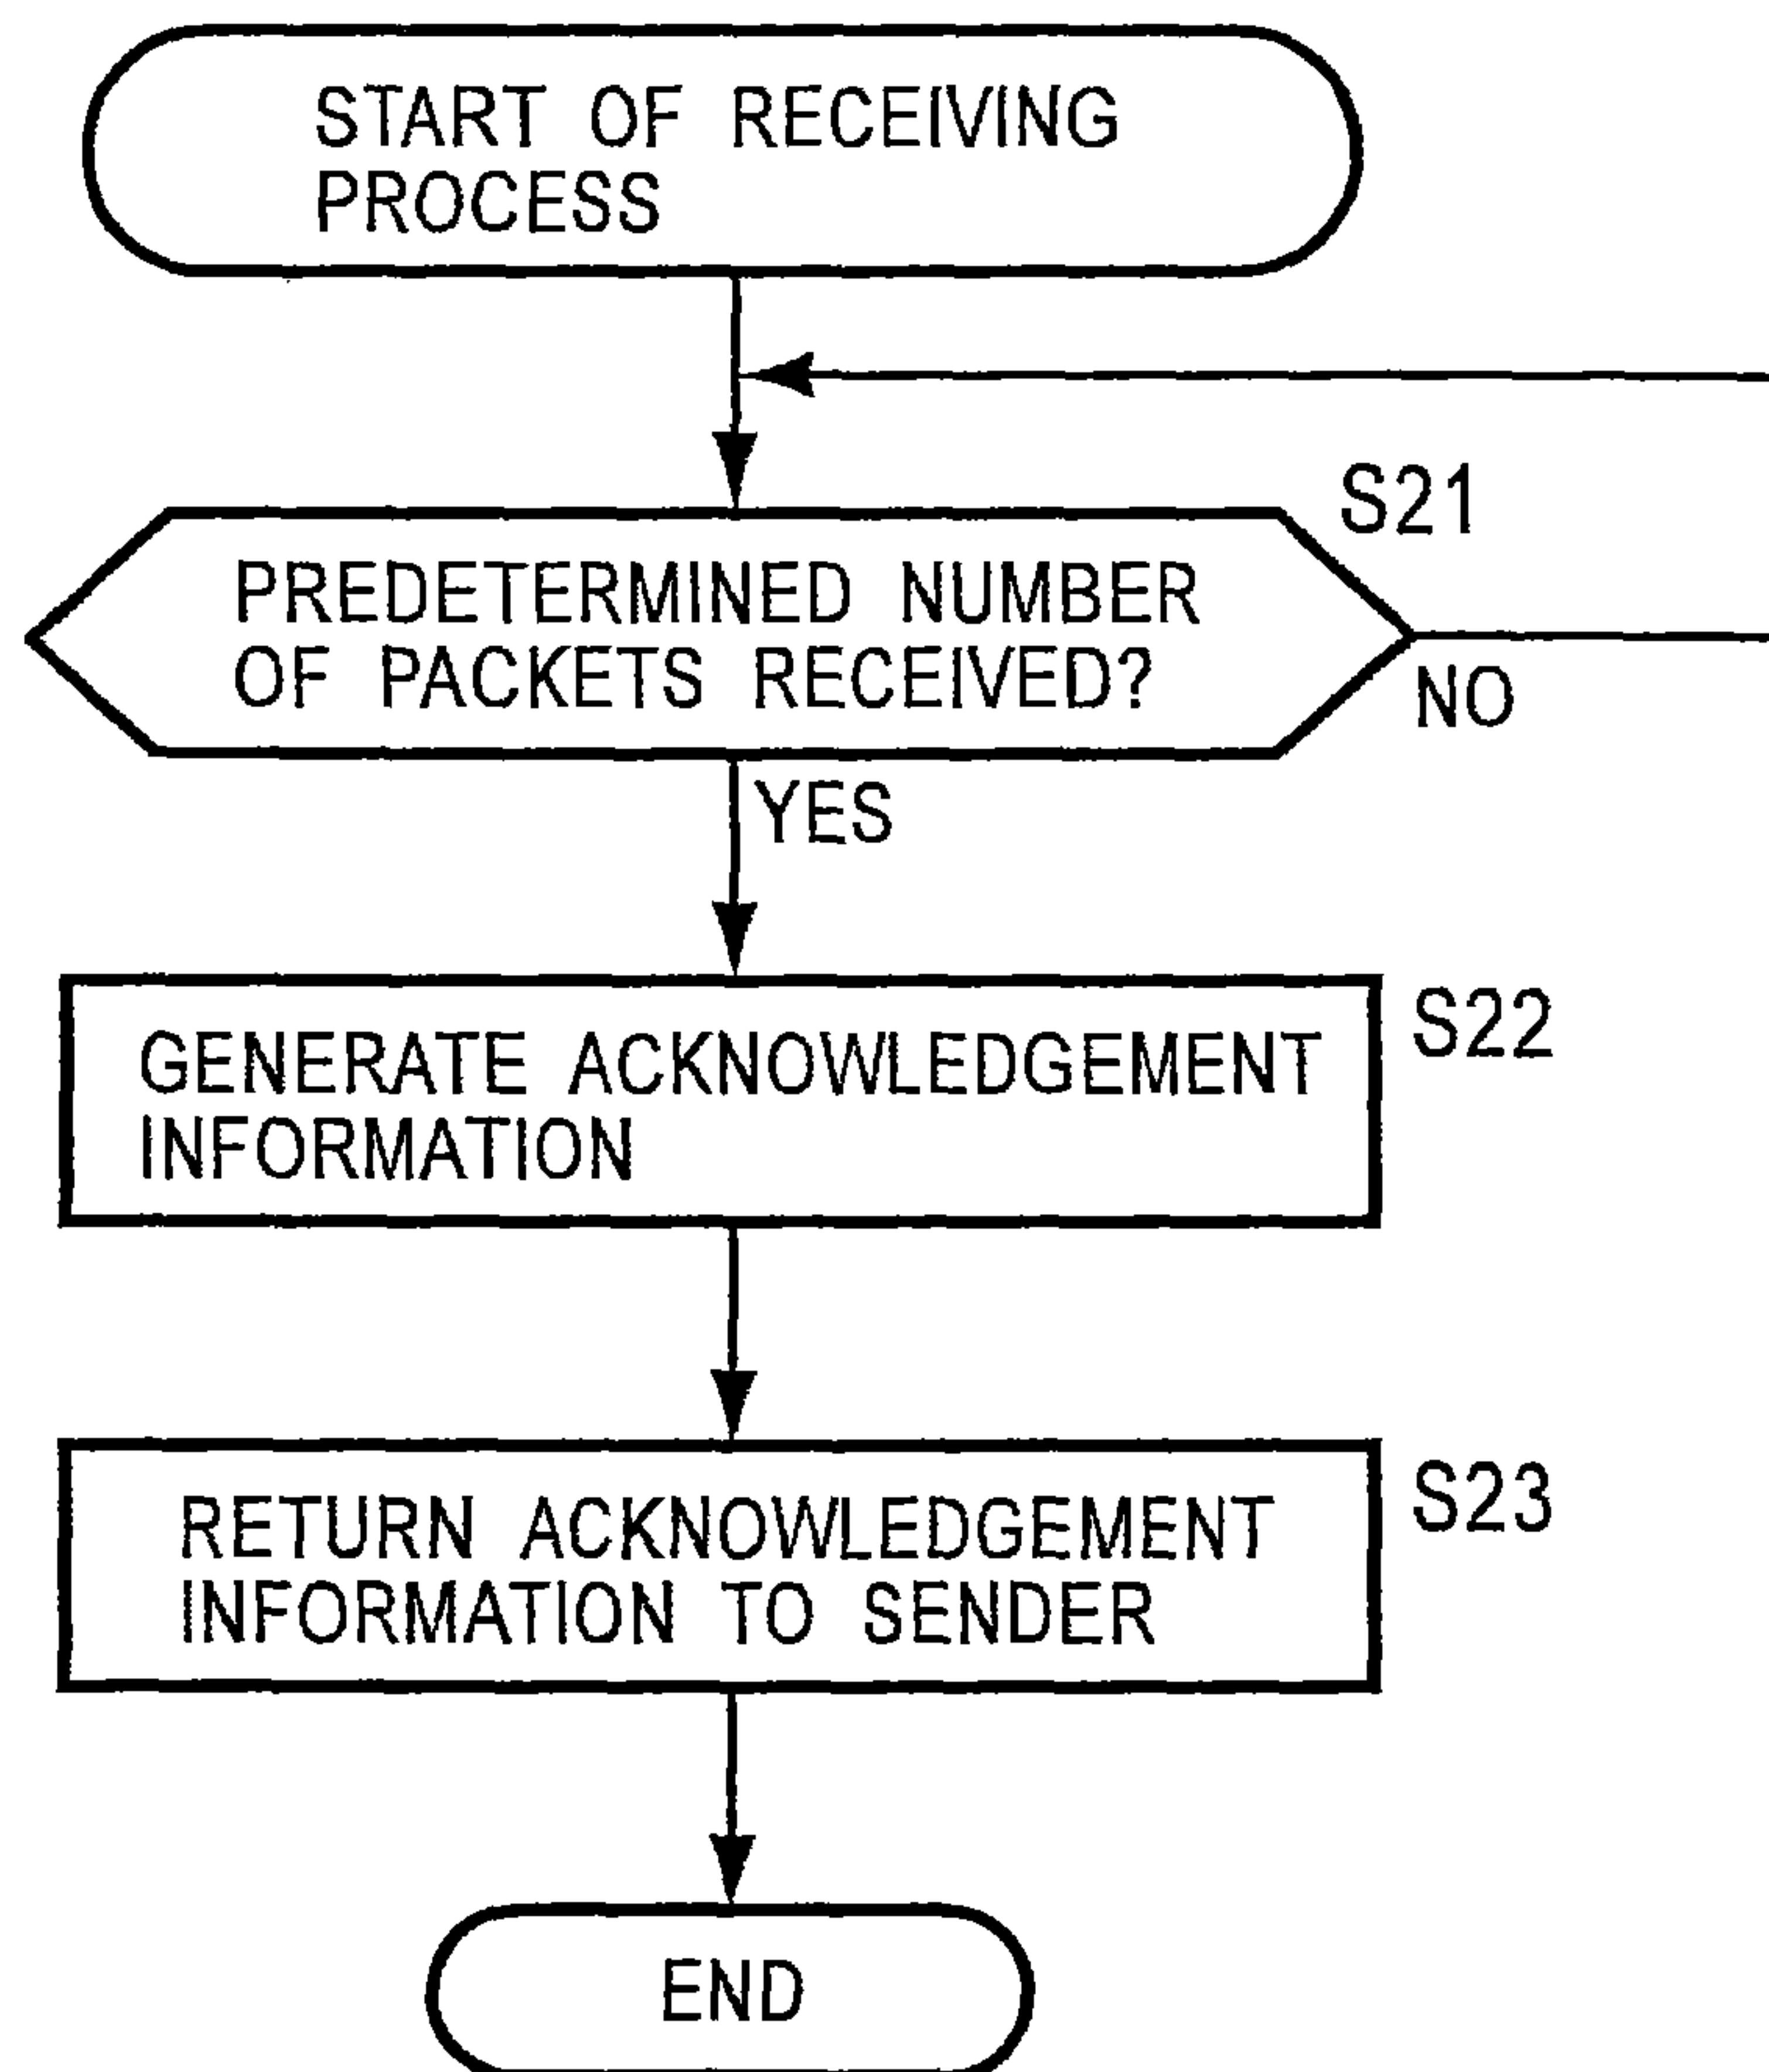 START OF RECEIVING
PROCESS
S21
PREDETERMINED NUMBER
OF PACKETS RECEIVED?
NO
YES
S22
GENERATE ACKNOWLEDGEMENT
INFORMATION
S23
RETURN ACKNOWLEDGEMENT
INFORMATION TO SENDER
END